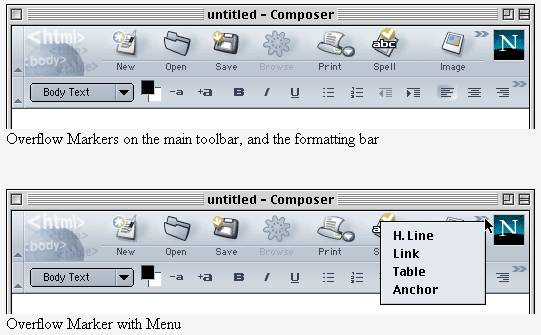 untitled - Composer
<html>
<body>
New Open Save Browse Print Spell Image >> N
Body Text -a +a B I U >>
Overflow Markers on the main toolbar, and the formatting bar
untitled - Composer
<html>
<body>
New Open Save Browse Print >> N
H. Line
Link
Table
Anchor
Body Text -a +a B I U >>
Overflow Marker with Menu